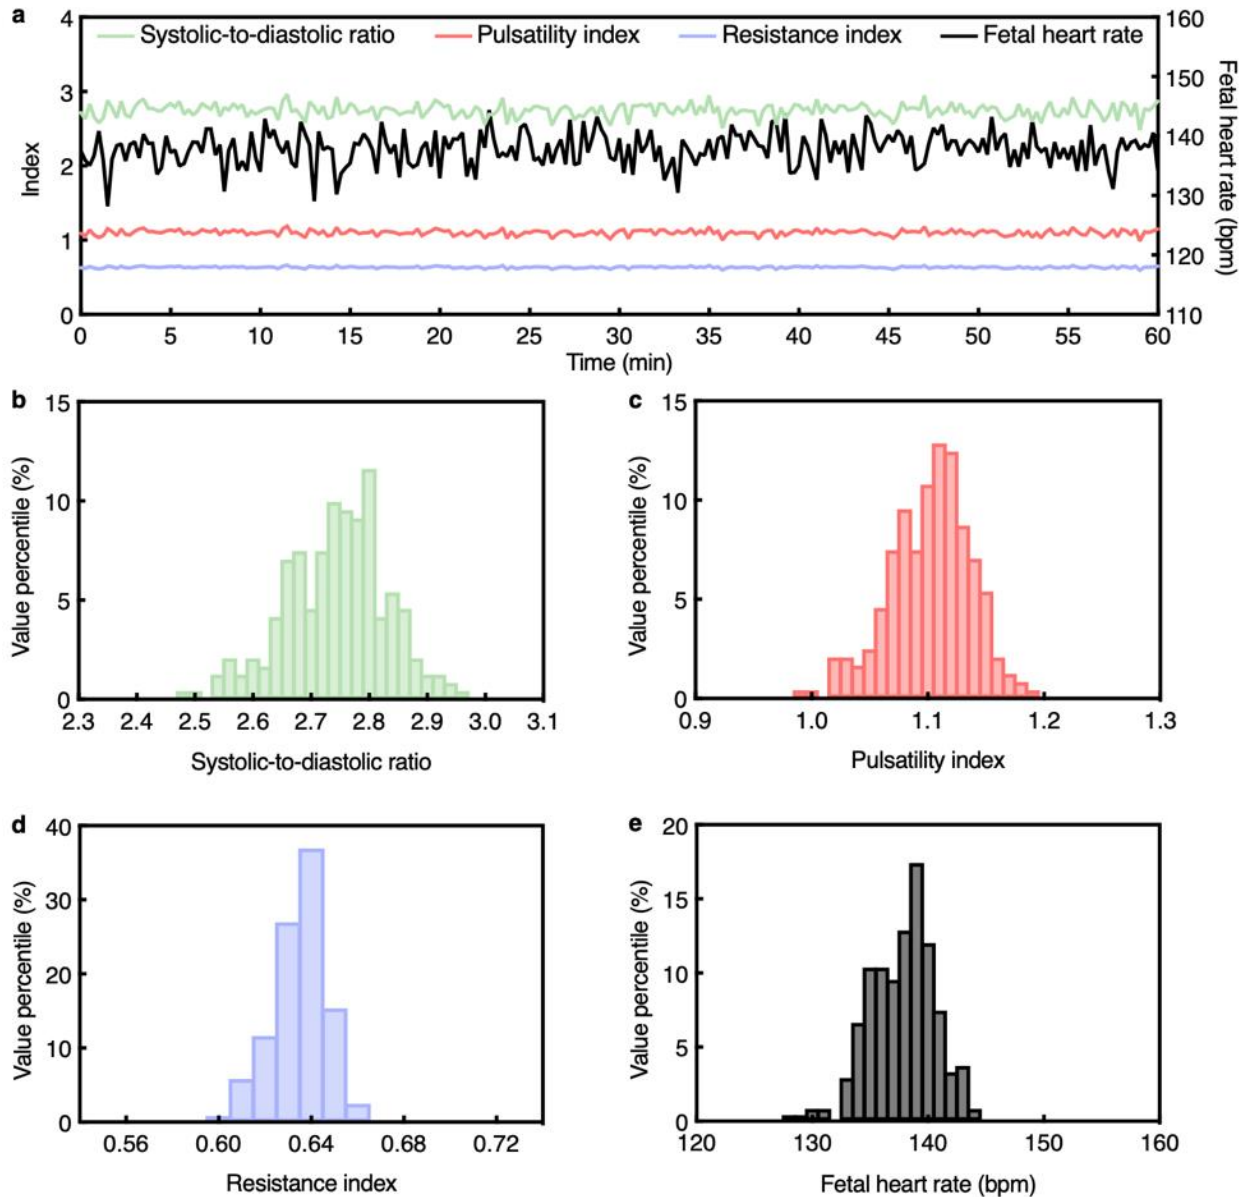 a
4
3
2
1
0
Index
Systolic-to-diastolic ratio
Pulsatility index
Resistance index
Fetal heart rate
160
150
140
130
120
110
Fetal heart rate (bpm)
0 5 10 15 20 25 30 35 40 45 50 55 60
Time (min)
b
15
10
5
0
Value percentile (%)
2.3 2.4 2.5 2.6 2.7 2.8 2.9 3.0 3.1
Systolic-to-diastolic ratio
c
15
10
5
0
Value percentile (%)
0.9 1.0 1.1 1.2 1.3
Pulsatility index
d
40
30
20
10
0
Value percentile (%)
0.56 0.60 0.64 0.68 0.72
Resistance index
e
20
15
10
5
0
Value percentile (%)
120 130 140 150 160
Fetal heart rate (bpm)